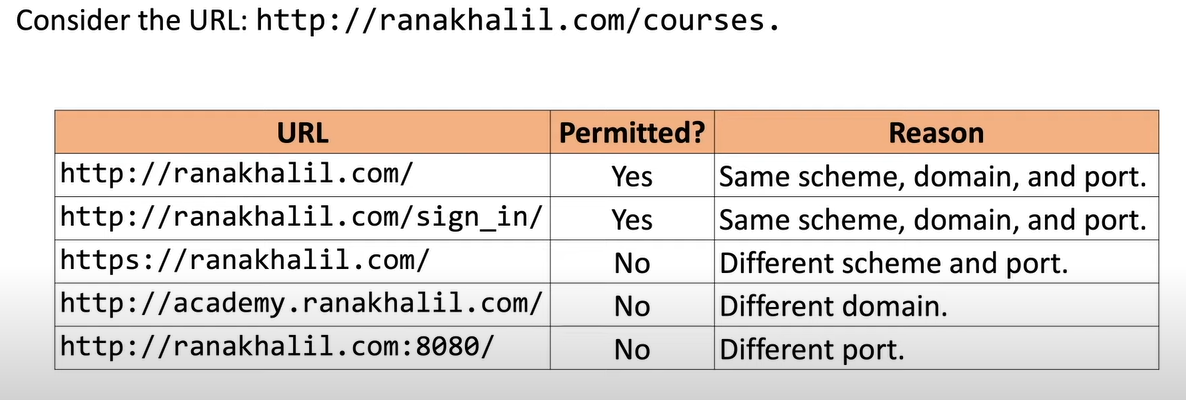 Consider the URL: http://ranakhalil.com/courses.
URL Permitted? Reason
http://ranakhalil.com/ Yes Same scheme, domain, and port.
http://ranakhalil.com/sign_in/ Yes Same scheme, domain, and port.
https://ranakhalil.com/ No Different scheme and port.
http://academy.ranakhalil.com/ No Different domain.
http://ranakhalil.com:8080/ No Different port.